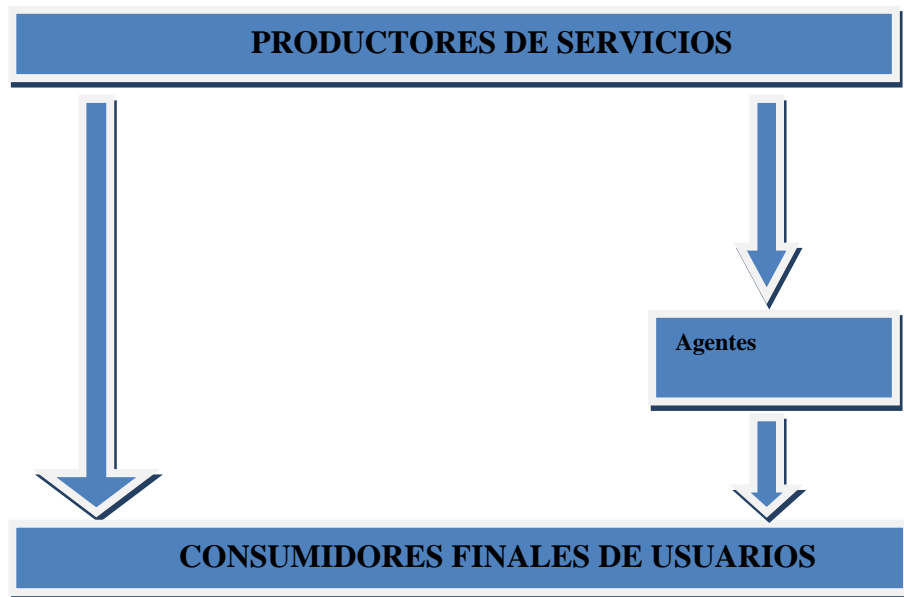 PRODUCTORES DE SERVICIOS
Agentes
CONSUMIDORES FINALES DE USUARIOS